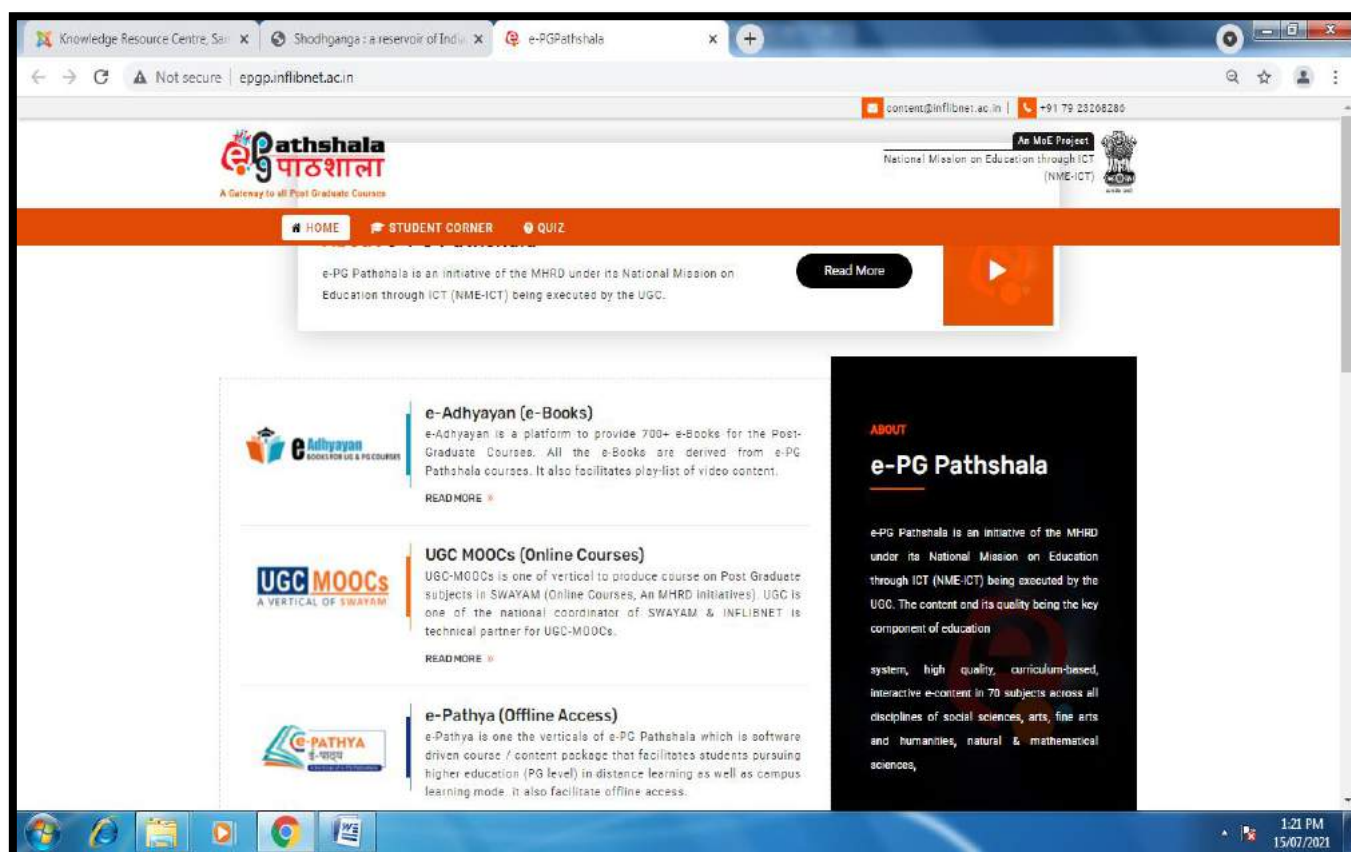 Knowledge Resource Centre, San
Shodhganga : a reservoir of India
e-PGPathshala
Not secure | epgp.inflibnet.ac.in
content@inflibnet.ac.in | +91 79 23268286
ePg Pathshala
पाठशाला
A Gateway to all Post Graduate Courses
An MoE Project
National Mission on Education through ICT
(NME-ICT)
HOME STUDENT CORNER QUIZ
e-PG Pathshala is an initiative of the MHRD under its National Mission on
Education through ICT (NME-ICT) being executed by the UGC.
Read More
e Adhyayan
BOOKS FOR UG & PG COURSES
e-Adhyayan (e-Books)
e-Adhyayan is a platform to provide 700+ e-Books for the Post-
Graduate Courses. All the e-Books are derived from e-PG
Pathshala courses. It also facilitates play-list of video content.
READ MORE »
UGC MOOCs
A VERTICAL OF SWAYAM
UGC MOOCs (Online Courses)
UGC-MOOCs is one of vertical to produce course on Post Graduate
subjects in SWAYAM (Online Courses, An MHRD initiatives). UGC is
one of the national coordinator of SWAYAM & INFLIBNET is
technical partner for UGC-MOOCs.
READ MORE »
e-PATHYA
ई-पाठ्य
e-Pathya (Offline Access)
e-Pathya is one the verticals of e-PG Pathshala which is software
driven course / content package that facilitates students pursuing
higher education (PG level) in distance learning as well as campus
learning mode. it also facilitate offline access.
ABOUT
e-PG Pathshala
e-PG Pathshala is an initiative of the MHRD
under its National Mission on Education
through ICT (NME-ICT) being executed by the
UGC. The content and its quality being the key
component of education
system, high quality, curriculum-based,
interactive e-content in 70 subjects across all
disciplines of social sciences, arts, fine arts
and humanities, natural & mathematical
sciences,
1:21 PM
15/07/2021